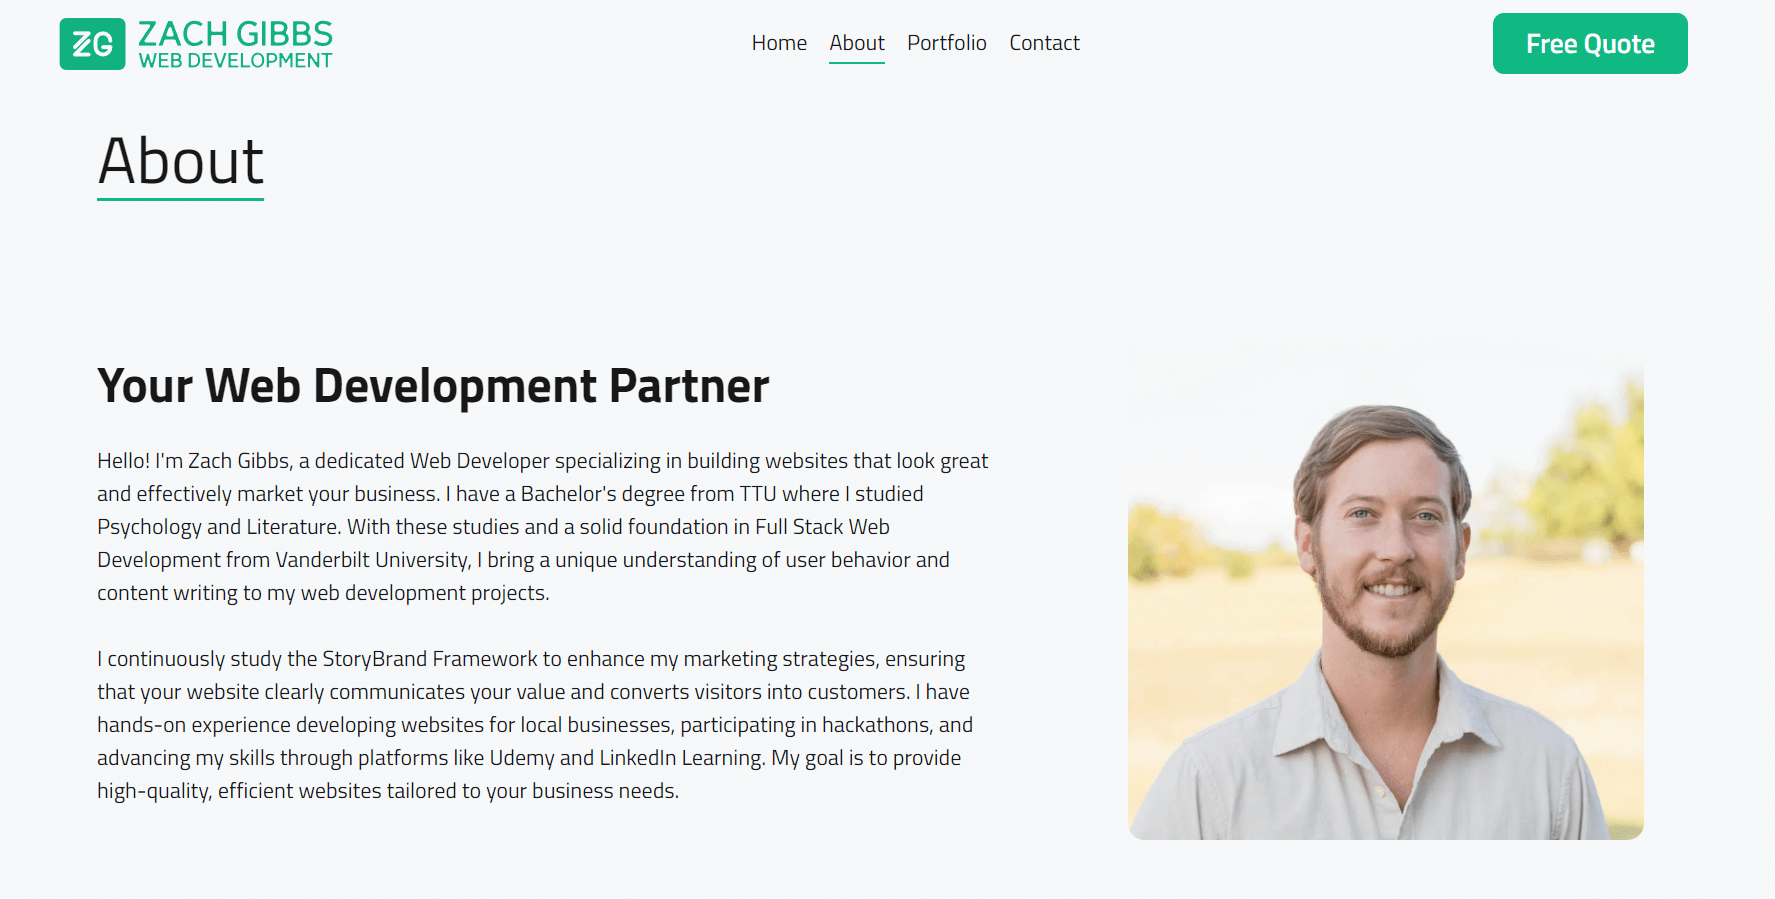 ZG
ZACH GIBBS
WEB DEVELOPMENT
Home About Portfolio Contact
Free Quote
About
Your Web Development Partner
Hello! I'm Zach Gibbs, a dedicated Web Developer specializing in building websites that look great
and effectively market your business. I have a Bachelor's degree from TTU where I studied
Psychology and Literature. With these studies and a solid foundation in Full Stack Web
Development from Vanderbilt University, I bring a unique understanding of user behavior and
content writing to my web development projects.
I continuously study the StoryBrand Framework to enhance my marketing strategies, ensuring
that your website clearly communicates your value and converts visitors into customers. I have
hands-on experience developing websites for local businesses, participating in hackathons, and
advancing my skills through platforms like Udemy and LinkedIn Learning. My goal is to provide
high-quality, efficient websites tailored to your business needs.